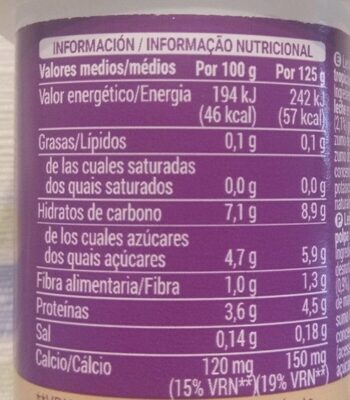 INFORMACIÓN / INFORMAÇÃO NUTRICIONAL
Valores medios/médios Por 100 g Por 125 g
Valor energético/Energia 194 kJ 242 kJ
(46 kcal) (57 kcal)
Grasas/Lípidos 0,1 g 0,1 g
de las cuales saturadas
dos quais saturados 0,0 g 0,0 g
Hidratos de carbono 7,1 g 8,9 g
de los cuales azúcares
dos quais açúcares 4,7 g 5,9 g
Fibra alimentaria/Fibra 1,0 g 1,3 g
Proteínas 3,6 g 4,5 g
Sal 0,14 g 0,18 g
Calcio/Cálcio 120 mg 150 mg
(15% VRN**)(19% VRN**)